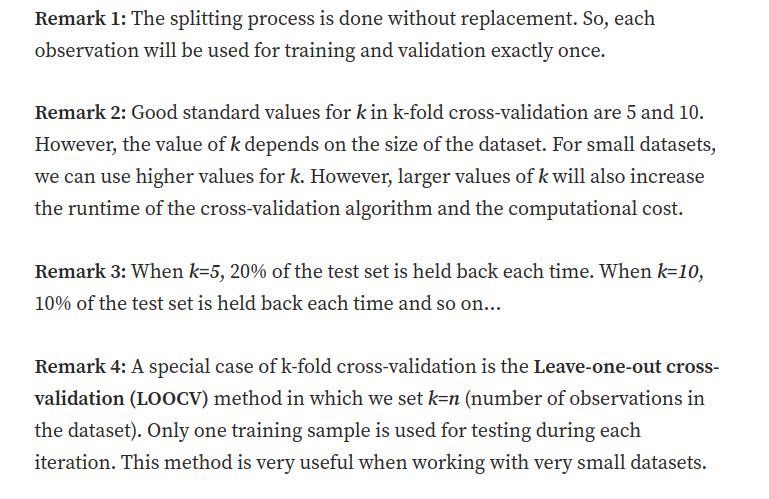 Remark 1: The splitting process is done without replacement. So, each
observation will be used for training and validation exactly once.
Remark 2: Good standard values for k in k-fold cross-validation are 5 and 10.
However, the value of k depends on the size of the dataset. For small datasets,
we can use higher values for k. However, larger values of k will also increase
the runtime of the cross-validation algorithm and the computational cost.
Remark 3: When k=5, 20% of the test set is held back each time. When k=10,
10% of the test set is held back each time and so on…
Remark 4: A special case of k-fold cross-validation is the Leave-one-out cross-
validation (LOOCV) method in which we set k=n (number of observations in
the dataset). Only one training sample is used for testing during each
iteration. This method is very useful when working with very small datasets.